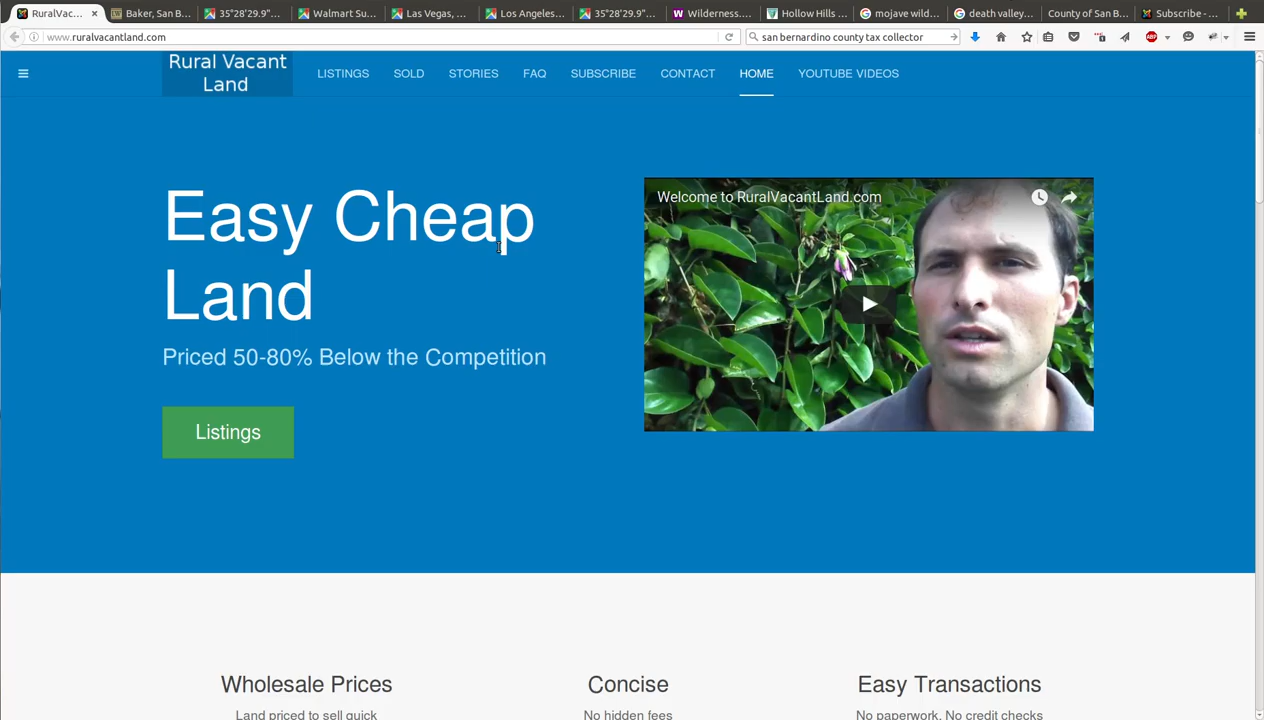 RuralVac...
Baker, San B...
35°28'29.9"...
Walmart Su...
Las Vegas, ...
Los Angeles...
35°28'29.9"...
Wilderness....
Hollow Hills ...
mojave wild...
death valley...
County of San B...
Subscribe - ...
www.ruralvacantland.com
san bernardino county tax collector
ABP
Rural Vacant
Land
LISTINGS
SOLD
STORIES
FAQ
SUBSCRIBE
CONTACT
HOME
YOUTUBE VIDEOS
Easy Cheap
Land
Priced 50-80% Below the Competition
Listings
Welcome to RuralVacantLand.com
Wholesale Prices
Land priced to sell quick
Concise
No hidden fees
Easy Transactions
No paperwork. No credit checks